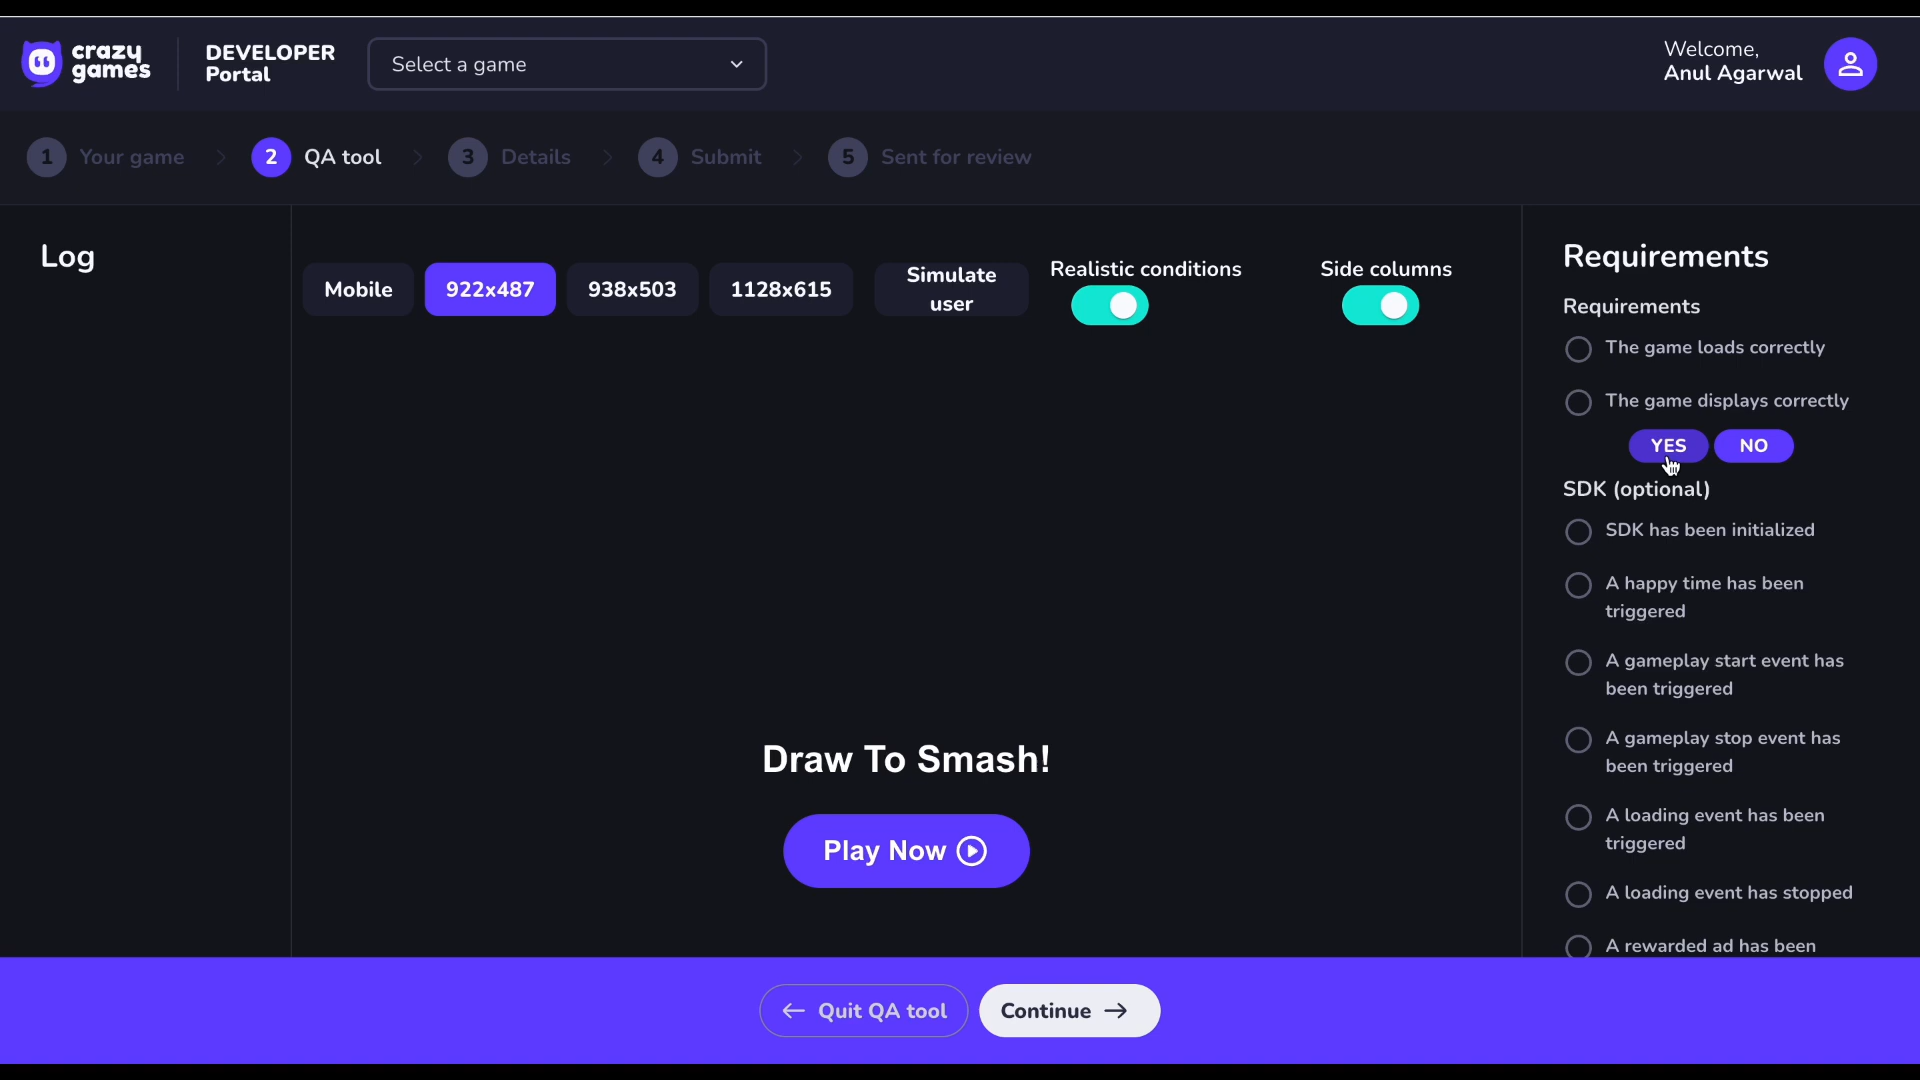 crazy
games
DEVELOPER
Portal
Select a game
Welcome,
Anul Agarwal
1 Your game
2 QA tool
3 Details
4 Submit
5 Sent for review
Log
Mobile
922x487
938x503
1128x615
Simulate
user
Realistic conditions
Side columns
Draw To Smash!
Play Now
Requirements
Requirements
The game loads correctly
The game displays correctly
YES NO
SDK (optional)
SDK has been initialized
A happy time has been
triggered
A gameplay start event has
been triggered
A gameplay stop event has
been triggered
A loading event has been
triggered
A loading event has stopped
A rewarded ad has been
Quit QA tool
Continue